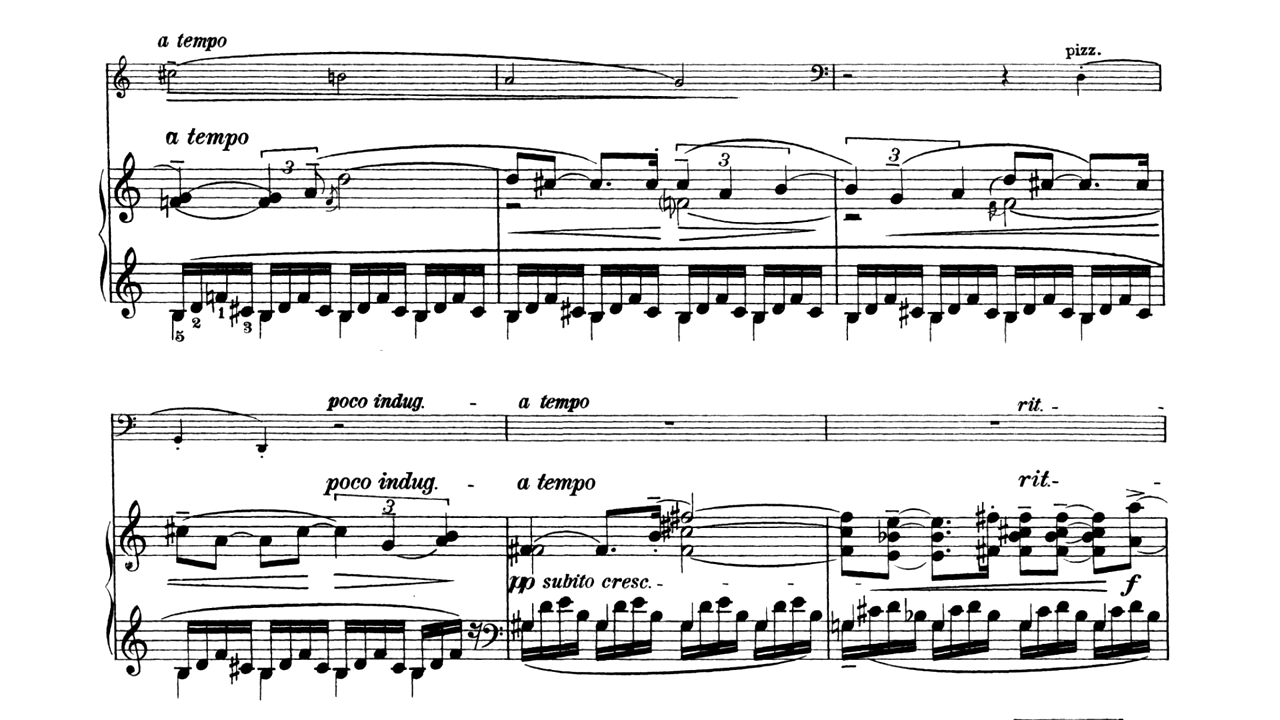 a tempo
pizz.
a tempo
3
3
3
5 2 1 3
poco indug. -
a tempo
rit. - -
poco indug. -
a tempo
rit. - -
3
pp subito cresc. - - - - -
f